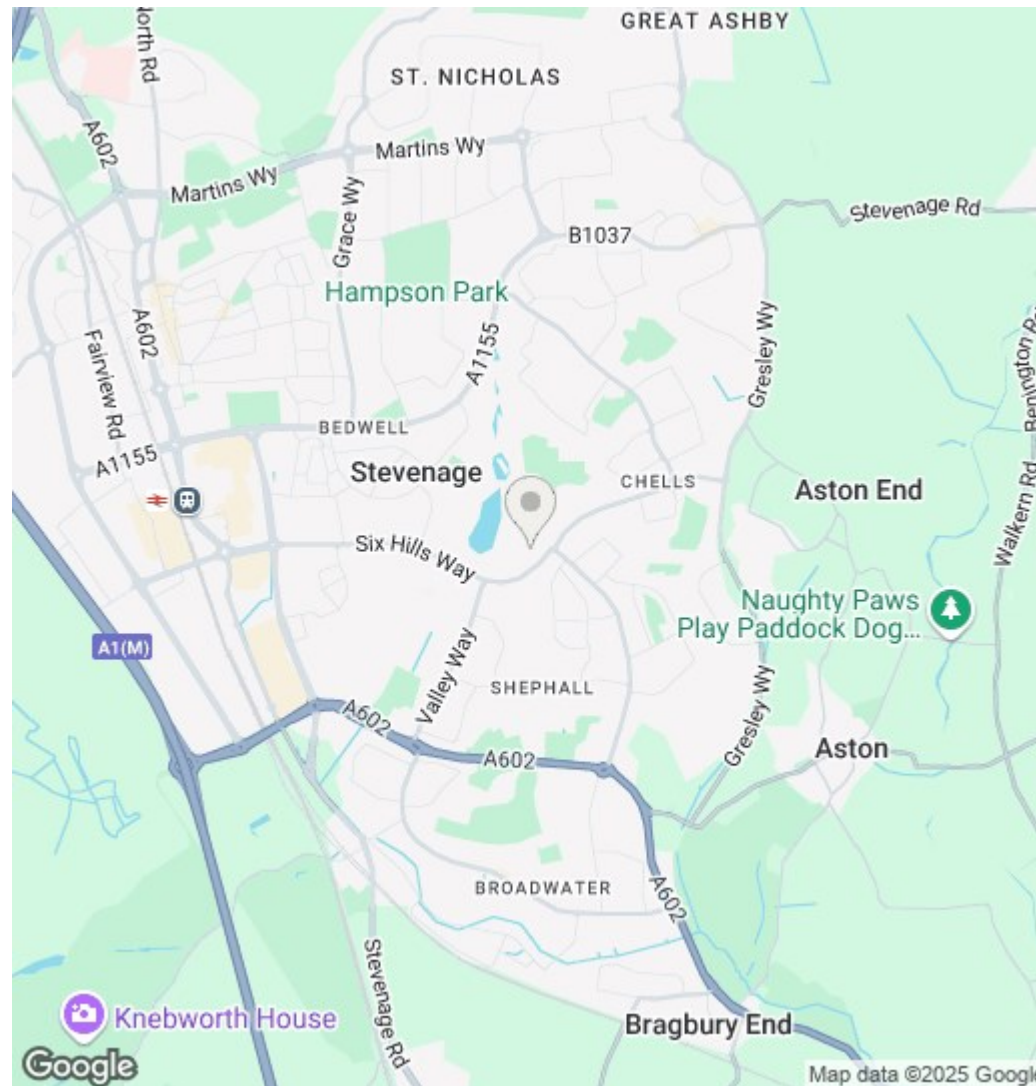 GREAT ASHBY
North Rd
ST. NICHOLAS
A602
Martins Wy
Martins Wy
Grace Wy
Stevenage Rd
B1037
Hampson Park
A602
Fairview Rd
A1155
Gresley Wy
Benington Rd
BEDWELL
A1155
Stevenage
CHELLS
Aston End
Walkern Rd
Six Hills Way
Naughty Paws
Play Paddock Dog...
A1(M)
Valley Way
SHEPHALL
Gresley Wy
A602
A602
Aston
BROADWATER
A602
Stevenage Rd
Knebworth House
Bragbury End
Google
Map data ©2025 Google